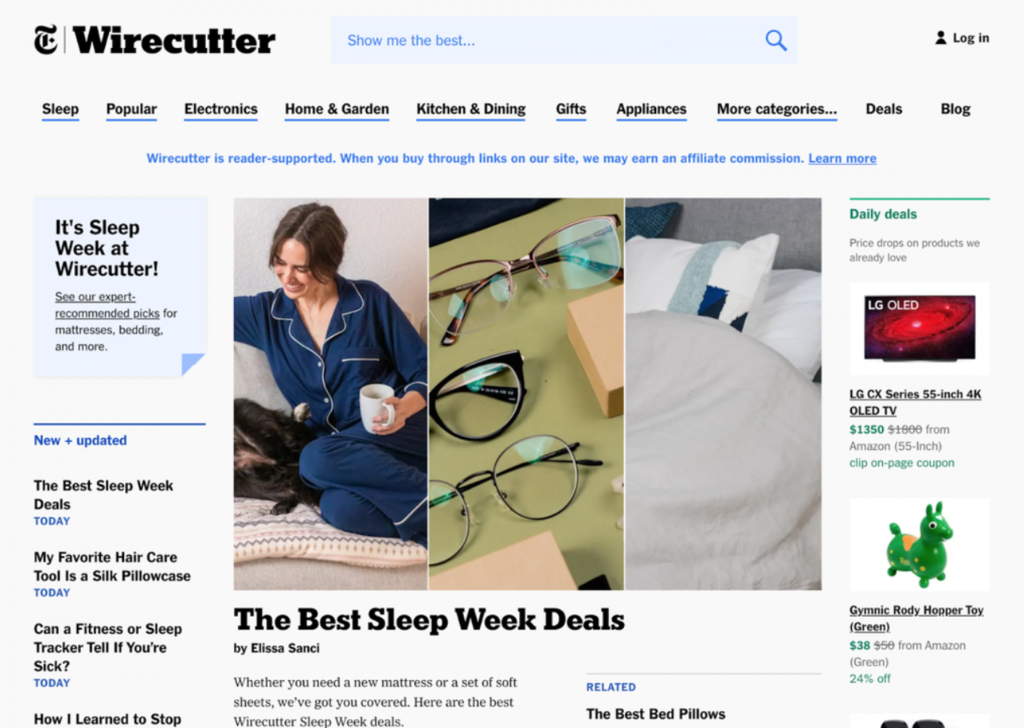 Wirecutter
Show me the best...
Log in
Sleep Popular Electronics Home & Garden Kitchen & Dining Gifts Appliances More categories... Deals Blog
Wirecutter is reader-supported. When you buy through links on our site, we may earn an affiliate commission. Learn more
It's Sleep
Week at
Wirecutter!
See our expert-
recommended picks for
mattresses, bedding,
and more.
New + updated
The Best Sleep Week
Deals
TODAY
My Favorite Hair Care
Tool Is a Silk Pillowcase
TODAY
Can a Fitness or Sleep
Tracker Tell If You're
Sick?
TODAY
How I Learned to Stop
The Best Sleep Week Deals
by Elissa Sanci
Whether you need a new mattress or a set of soft
sheets, we've got you covered. Here are the best
Wirecutter Sleep Week deals.
RELATED
The Best Bed Pillows
Daily deals
Price drops on products we
already love
LG OLED
LG CX Series 55-inch 4K
OLED TV
$1350 $1800 from
Amazon (55-Inch)
clip on-page coupon
Gymnic Rody Hopper Toy
(Green)
$38 $50 from Amazon
(Green)
24% off